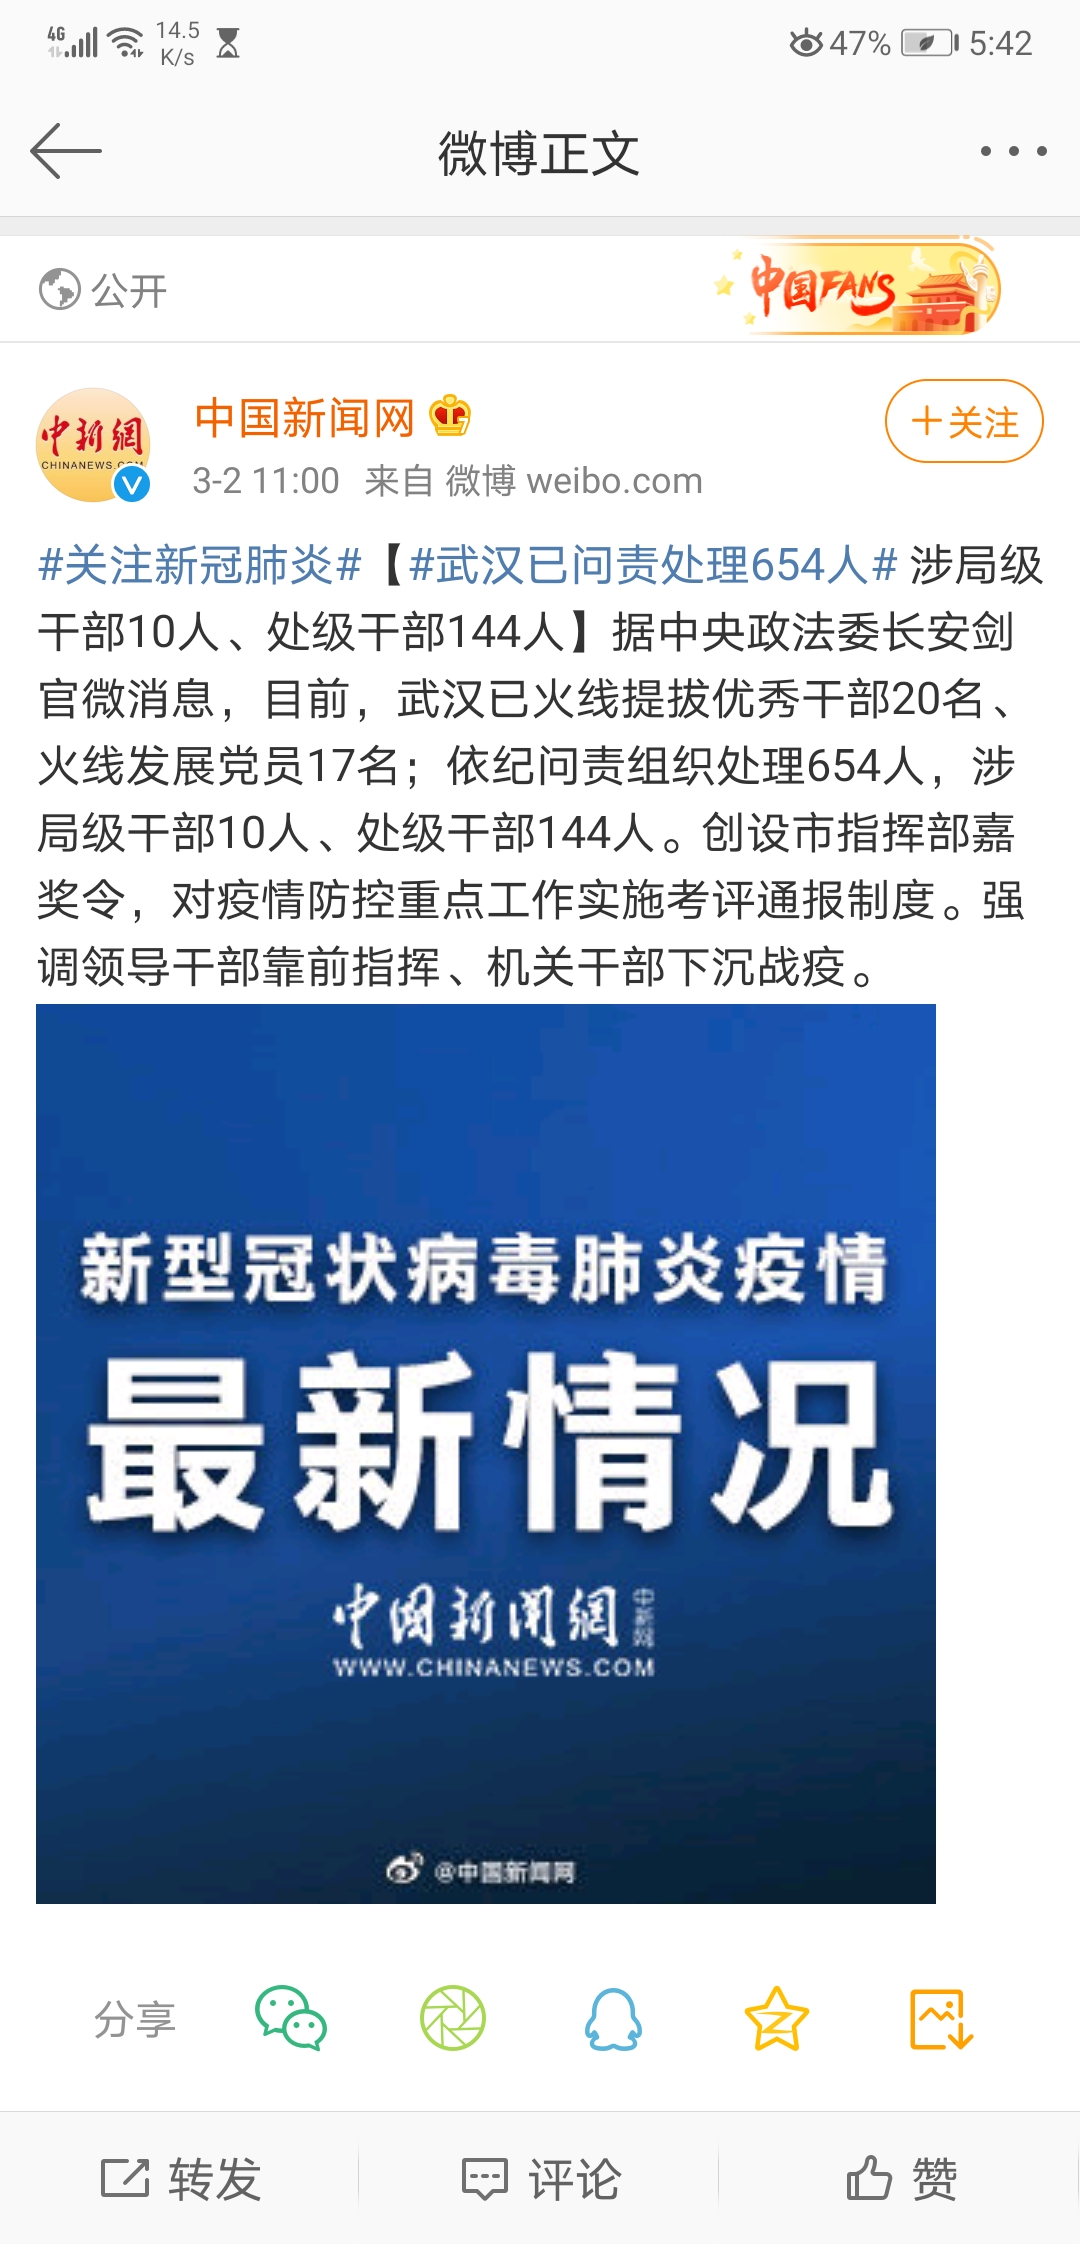 4G
14.5
K/s
47%
5:42
微博正文
公开
中国FANS
中新網
CHINANEWS.COM
中国新闻网
+关注
3-2 11:00 来自 微博 weibo.com
#关注新冠肺炎#【#武汉已问责处理654人# 涉局级
干部10人、处级干部144人】据中央政法委长安剑
官微消息，目前，武汉已火线提拔优秀干部20名、
火线发展党员17名；依纪问责组织处理654人，涉
局级干部10人、处级干部144人。创设市指挥部嘉
奖令，对疫情防控重点工作实施考评通报制度。强
调领导干部靠前指挥、机关干部下沉战疫。
新型冠状病毒肺炎疫情
最新情况
中國新聞網 中新网
WWW.CHINANEWS.COM
@中国新闻网
分享
转发
评论
赞